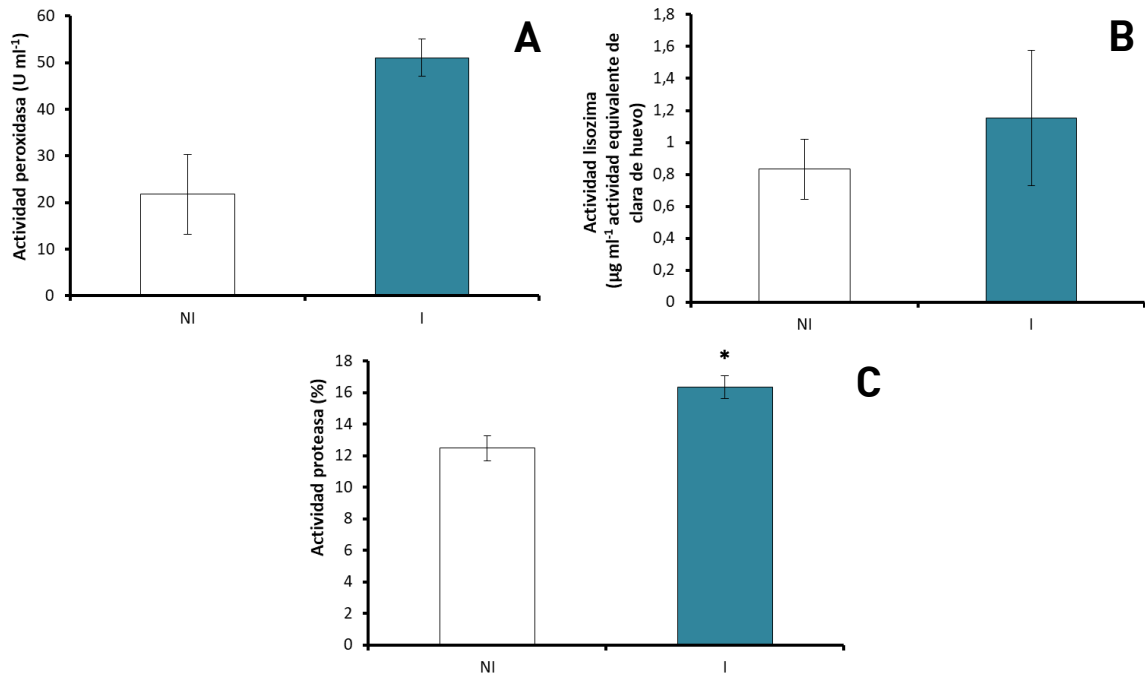 Actividad peroxidasa (U ml⁻¹)
60
50
40
30
20
10
0
NI
I
A
Actividad lisozima
(µg ml⁻¹ actividad equivalente de
clara de huevo)
1,8
1,6
1,4
1,2
1
0,8
0,6
0,4
0,2
0
NI
I
B
Actividad proteasa (%)
18
16
14
12
10
8
6
4
2
0
*
NI
I
C